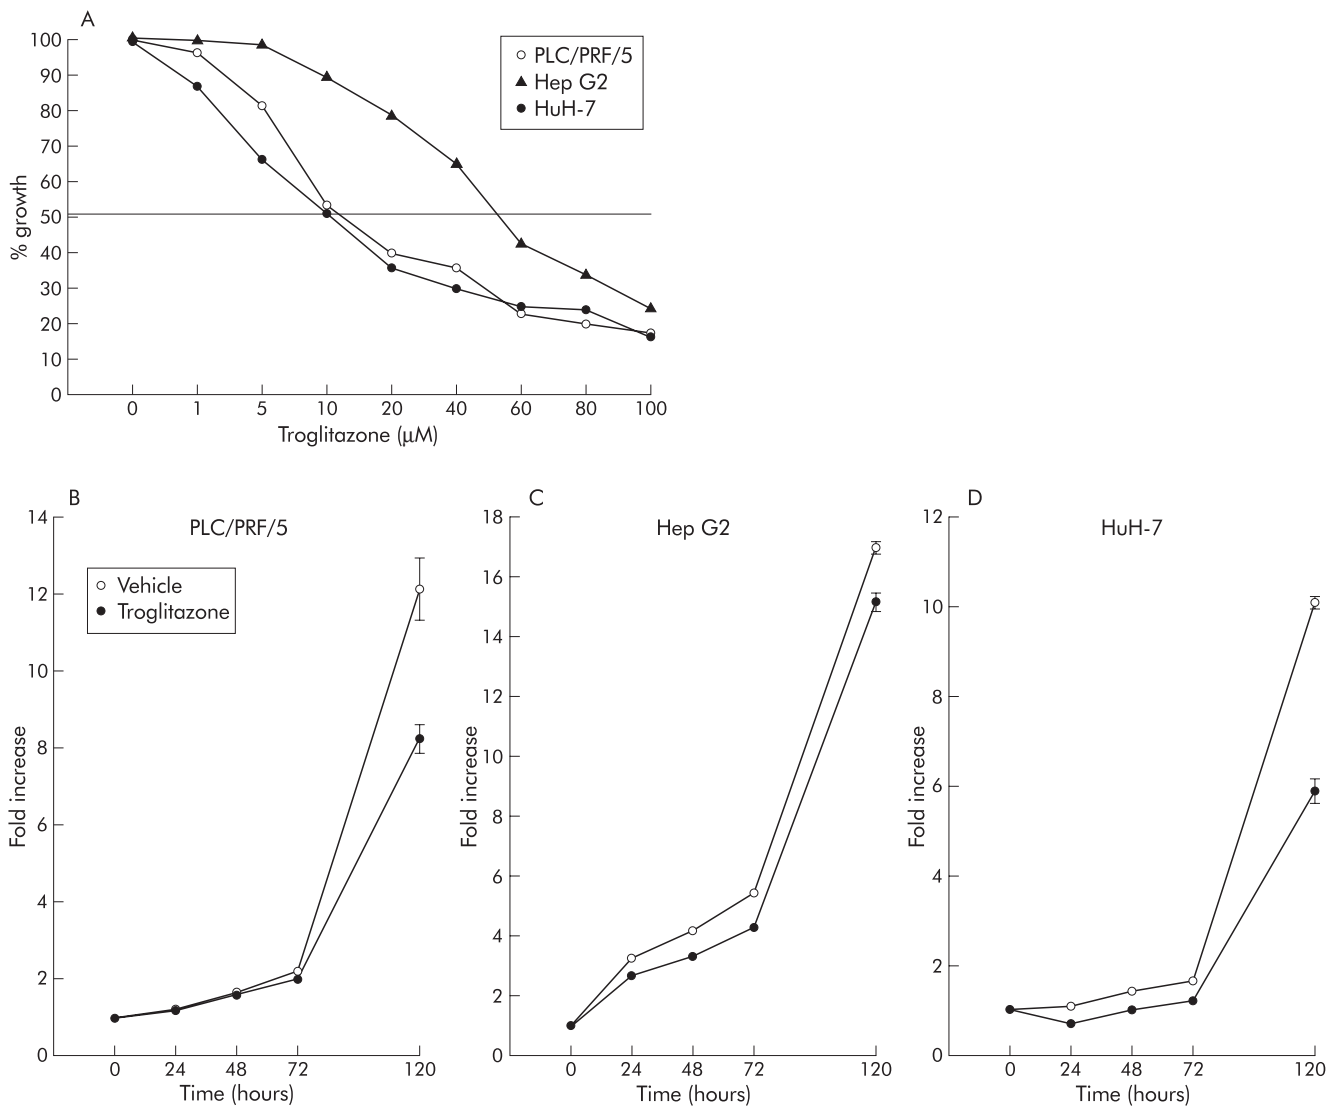 A
100
90
80
70
60
50
40
30
20
10
0
% growth
PLC/PRF/5
Hep G2
HuH-7
0 1 5 10 20 40 60 80 100
Troglitazone (μM)
B
PLC/PRF/5
14
12
10
8
6
4
2
0
Fold increase
Vehicle
Troglitazone
0 24 48 72 120
Time (hours)
C
Hep G2
18
16
14
12
10
8
6
4
2
0
Fold increase
0 24 48 72 120
Time (hours)
D
HuH-7
12
10
8
6
4
2
0
Fold increase
0 24 48 72 120
Time (hours)